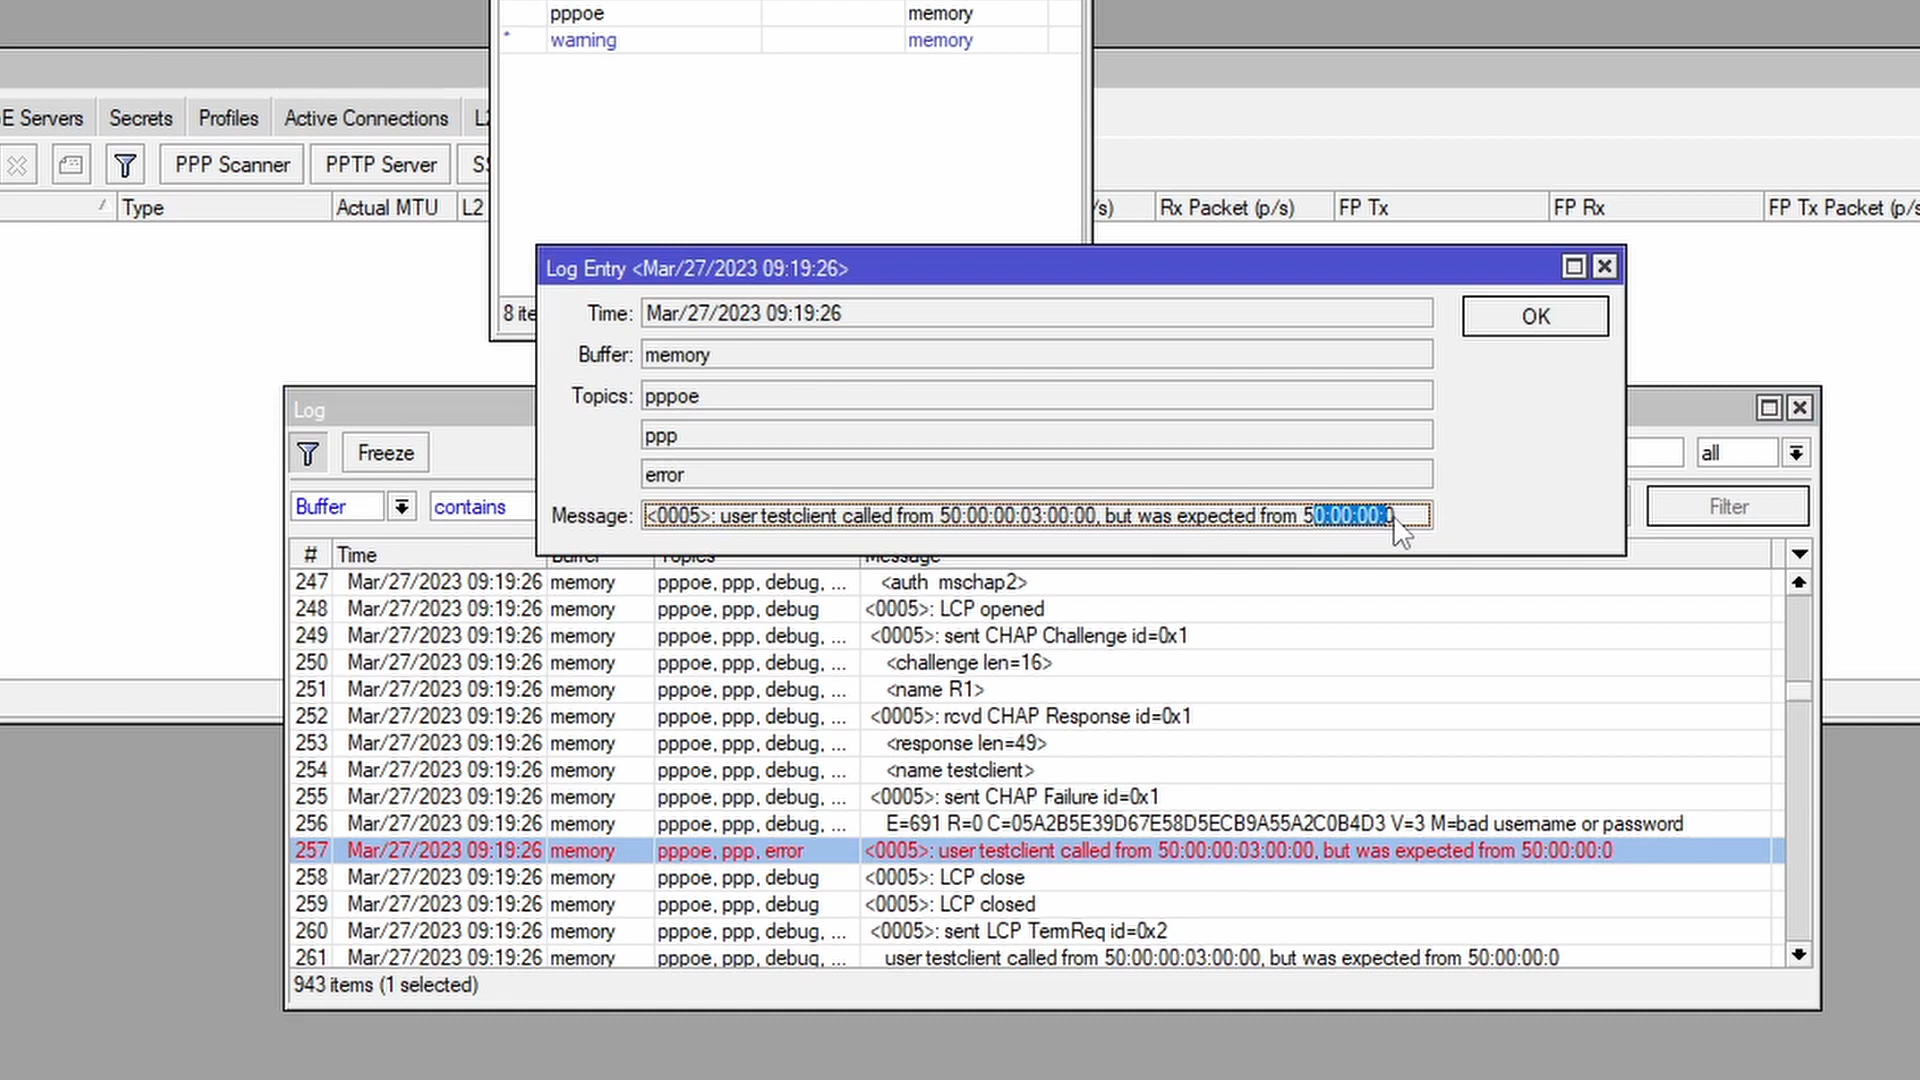 pppoe memory
* warning memory
E Servers Secrets Profiles Active Connections
PPP Scanner PPTP Server
Type Actual MTU L2 /s) Rx Packet (p/s) FP Tx FP Rx FP Tx Packet (p/s
8 ite
Log Entry <Mar/27/2023 09:19:26>
Time: Mar/27/2023 09:19:26
OK
Buffer: memory
Topics: pppoe
ppp
error
Message: <0005>: user testclient called from 50:00:00:03:00:00, but was expected from 50:00:00:0
Log
Freeze all
Buffer contains Filter
# Time Buffer Topics Message
247 Mar/27/2023 09:19:26 memory pppoe, ppp, debug, ... <auth mschap2>
248 Mar/27/2023 09:19:26 memory pppoe, ppp, debug <0005>: LCP opened
249 Mar/27/2023 09:19:26 memory pppoe, ppp, debug, ... <0005>: sent CHAP Challenge id=0x1
250 Mar/27/2023 09:19:26 memory pppoe, ppp, debug, ... <challenge len=16>
251 Mar/27/2023 09:19:26 memory pppoe, ppp, debug, ... <name R1>
252 Mar/27/2023 09:19:26 memory pppoe, ppp, debug, ... <0005>: rcvd CHAP Response id=0x1
253 Mar/27/2023 09:19:26 memory pppoe, ppp, debug, ... <response len=49>
254 Mar/27/2023 09:19:26 memory pppoe, ppp, debug, ... <name testclient>
255 Mar/27/2023 09:19:26 memory pppoe, ppp, debug, ... <0005>: sent CHAP Failure id=0x1
256 Mar/27/2023 09:19:26 memory pppoe, ppp, debug, ... E=691 R=0 C=05A2B5E39D67E58D5ECB9A55A2C0B4D3 V=3 M=bad username or password
257 Mar/27/2023 09:19:26 memory pppoe, ppp, error <0005>: user testclient called from 50:00:00:03:00:00, but was expected from 50:00:00:0
258 Mar/27/2023 09:19:26 memory pppoe, ppp, debug <0005>: LCP close
259 Mar/27/2023 09:19:26 memory pppoe, ppp, debug <0005>: LCP closed
260 Mar/27/2023 09:19:26 memory pppoe, ppp, debug, ... <0005>: sent LCP TermReq id=0x2
261 Mar/27/2023 09:19:26 memory pppoe, ppp, debug, ... user testclient called from 50:00:00:03:00:00, but was expected from 50:00:00:0
943 items (1 selected)